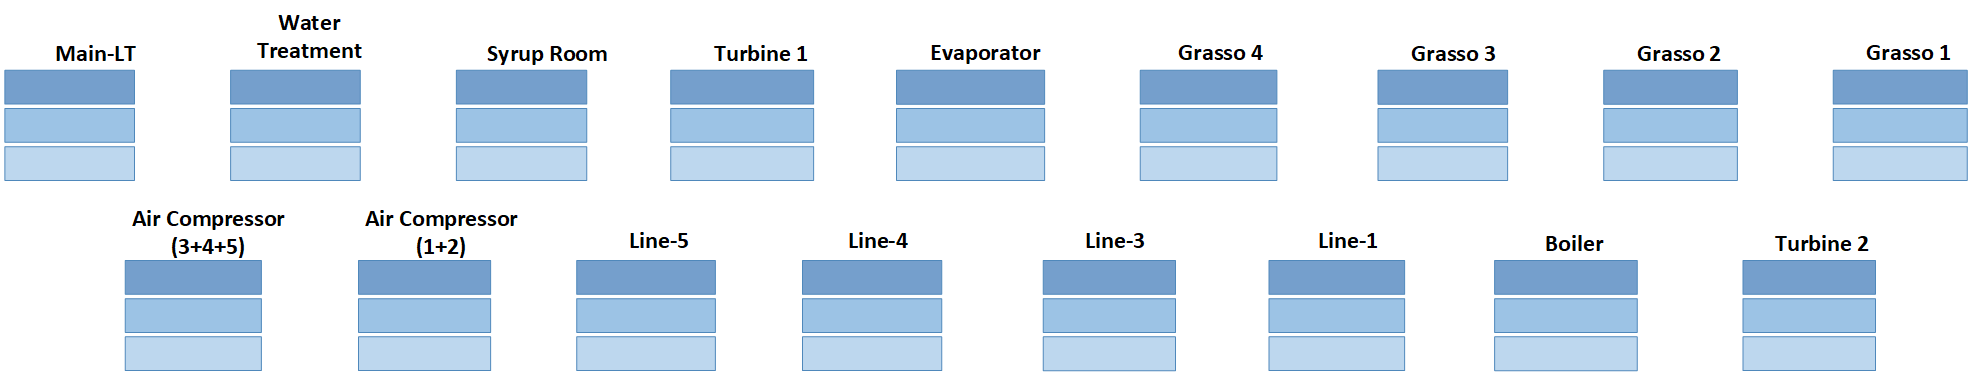 Main-LT
Water
Treatment
Syrup Room
Turbine 1
Evaporator
Grasso 4
Grasso 3
Grasso 2
Grasso 1
Air Compressor
(3+4+5)
Air Compressor
(1+2)
Line-5
Line-4
Line-3
Line-1
Boiler
Turbine 2